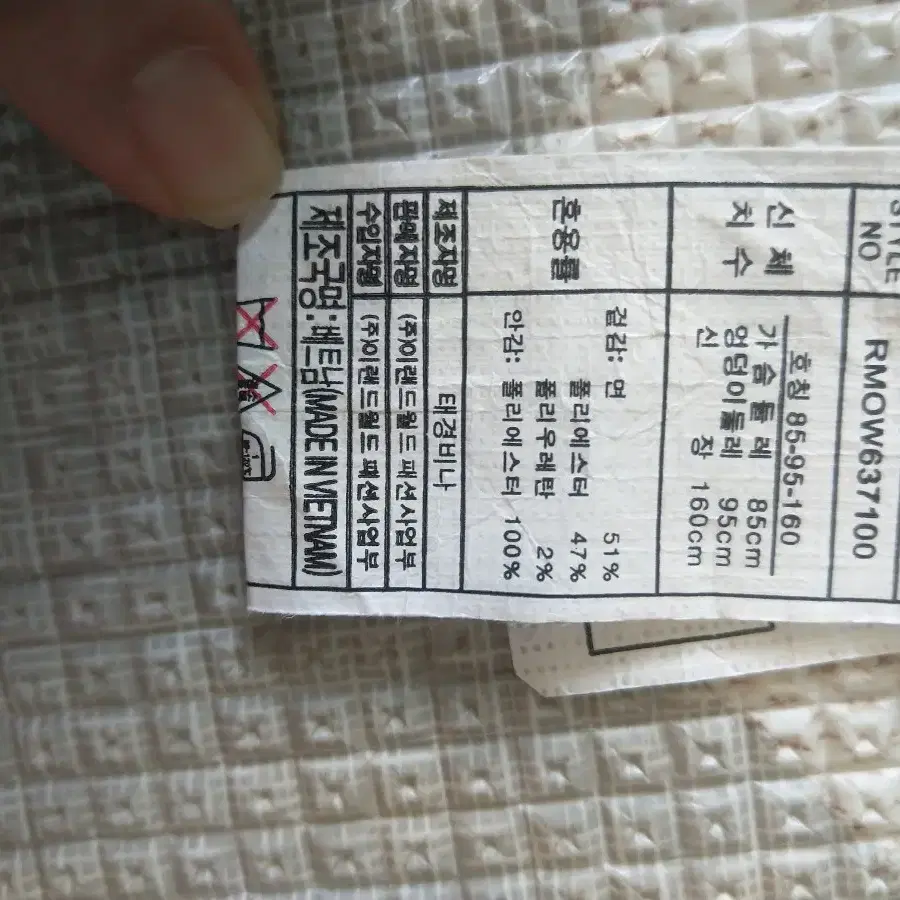 STYLE NO RMOW637100
신체 치수
호칭 85-95-160
가슴둘레 85cm
엉덩이둘레 95cm
신장 160cm
혼용률
겉감: 면 51%
폴리에스터 47%
폴리우레탄 2%
안감: 폴리에스터 100%
제조자명 태경비나
판매자명 (주)이랜드월드 패션사업부
수입자명 (주)이랜드월드 패션사업부
제조국명: 베트남(MADE IN VIETNAM)